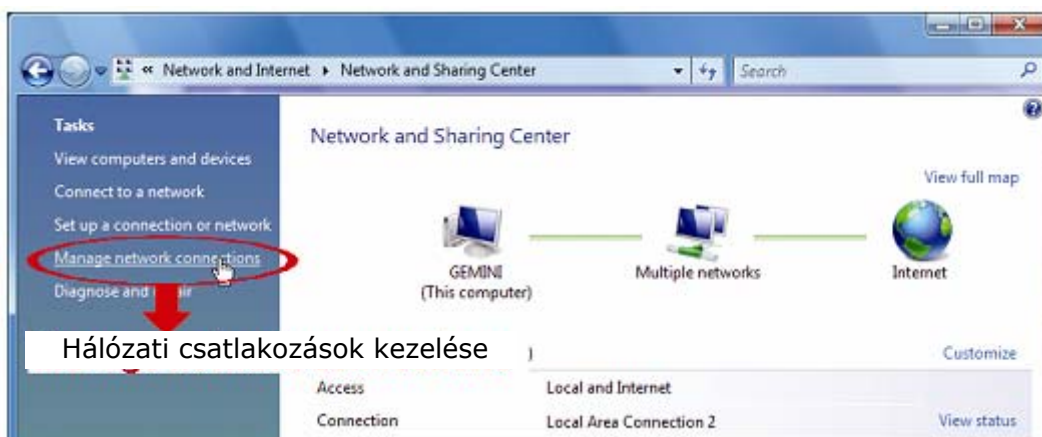 « Network and Internet ▸ Network and Sharing Center
Search
Tasks
View computers and devices
Connect to a network
Set up a connection or network
Manage network connections
Diagnose and
Network and Sharing Center
View full map
GEMINI
(This computer)
Multiple networks
Internet
Hálózati csatlakozások kezelése
)
Customize
Access
Local and Internet
Connection
Local Area Connection 2
View status